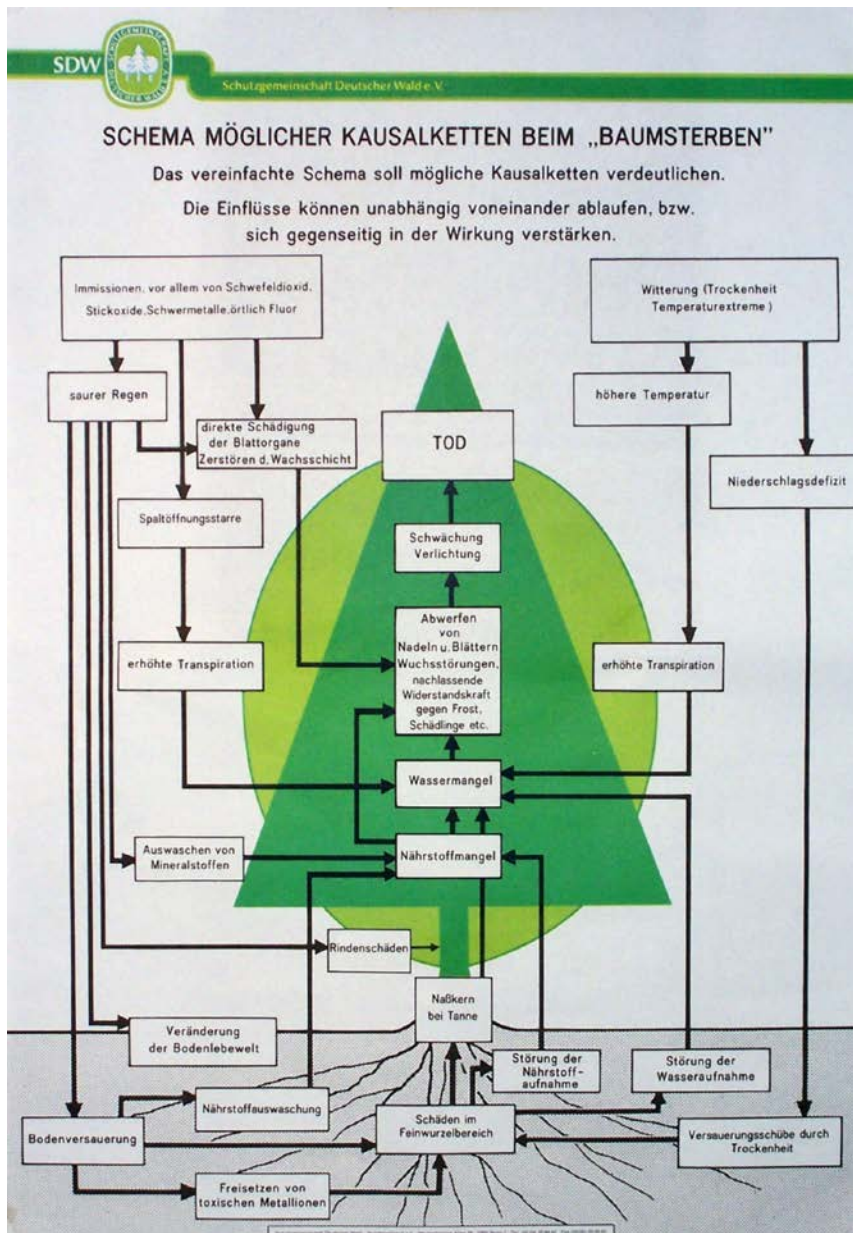 SDW
SCHUTZGEMEINSCHAFT
DEUTSCHER WALD
Schutzgemeinschaft Deutscher Wald e.V.
SCHEMA MÖGLICHER KAUSALKETTEN BEIM „BAUMSTERBEN”
Das vereinfachte Schema soll mögliche Kausalketten verdeutlichen.
Die Einflüsse können unabhängig voneinander ablaufen, bzw.
sich gegenseitig in der Wirkung verstärken.
Immissionen, vor allem von Schwefeldioxid,
Stickoxide, Schwermetalle, örtlich Fluor
Witterung (Trockenheit
Temperaturextreme)
saurer Regen
höhere Temperatur
direkte Schädigung
der Blattorgane
Zerstören d. Wachsschicht
TOD
Niederschlagsdefizit
Spaltöffnungsstarre
Schwächung
Verlichtung
Abwerfen
von
Nadeln u. Blättern
Wuchsstörungen,
nachlassende
Widerstandskraft
gegen Frost,
Schädlinge etc.
erhöhte Transpiration
erhöhte Transpiration
Wassermangel
Auswaschen von
Mineralstoffen
Nährstoffmangel
Rindenschäden
Naßkern
bei Tanne
Veränderung
der Bodenlebewelt
Störung der
Nährstoff-
aufnahme
Störung der
Wasseraufnahme
Nährstoffauswaschung
Bodenversauerung
Schäden im
Feinwurzelbereich
Versauerungsschübe durch
Trockenheit
Freisetzen von
toxischen Metallionen